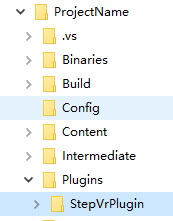 ProjectName
.vs
Binaries
Build
Config
Content
Intermediate
Plugins
StepVrPlugin